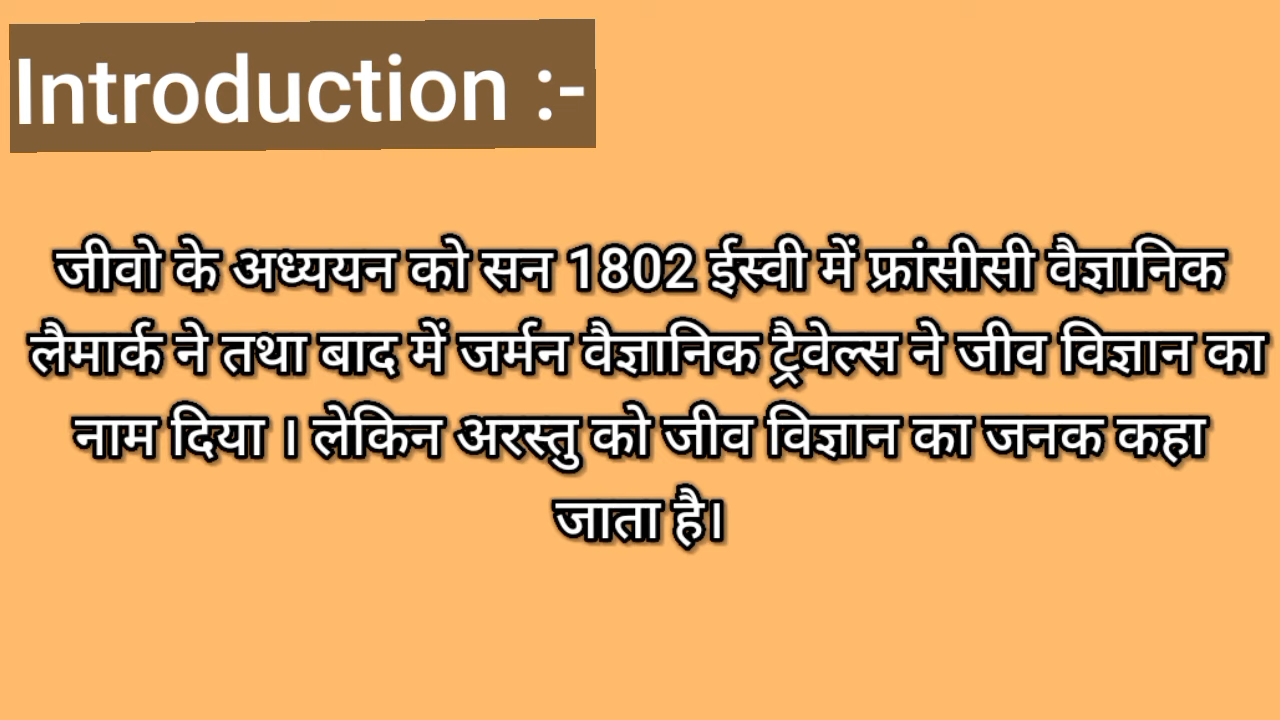 Introduction :-
जीवो के अध्ययन को सन 1802 ईस्वी में फ्रांसीसी वैज्ञानिक
लैमार्क ने तथा बाद में जर्मन वैज्ञानिक ट्रैवेल्स ने जीव विज्ञान का
नाम दिया । लेकिन अरस्तु को जीव विज्ञान का जनक कहा
जाता है।